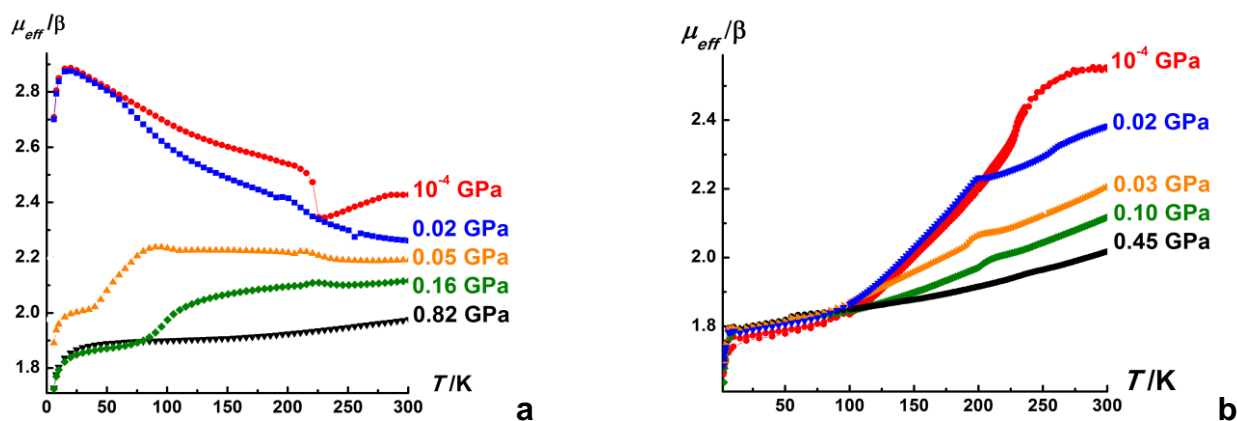 μeff /β
2.8
2.6
2.4
2.2
2.0
1.8
0 50 100 150 200 250 300
T /K
10⁻⁴ GPa
0.02 GPa
0.05 GPa
0.16 GPa
0.82 GPa
a
μeff /β
2.4
2.2
2.0
1.8
50 100 150 200 250 300
T /K
10⁻⁴ GPa
0.02 GPa
0.03 GPa
0.10 GPa
0.45 GPa
b